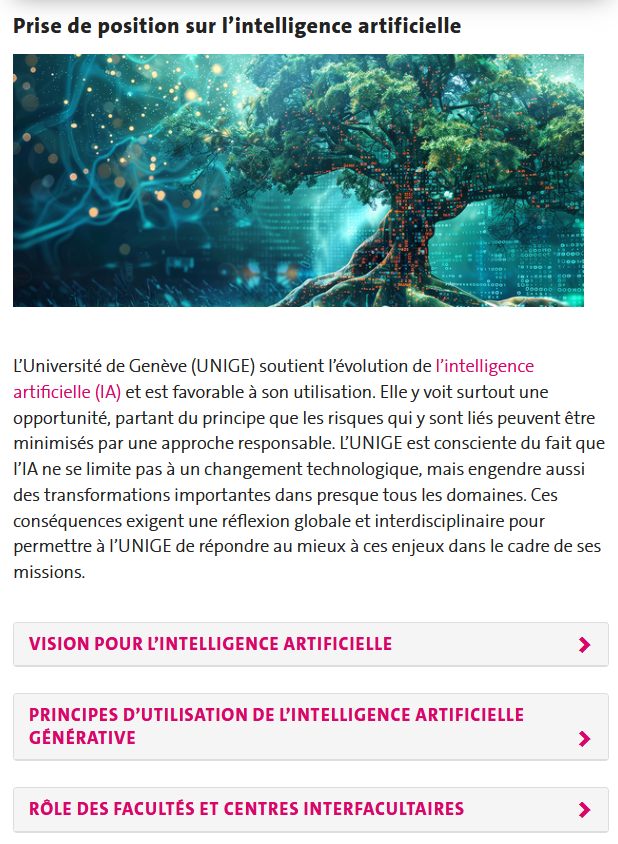 Prise de position sur l’intelligence artificielle
L’Université de Genève (UNIGE) soutient l’évolution de l’intelligence
artificielle (IA) et est favorable à son utilisation. Elle y voit surtout une
opportunité, partant du principe que les risques qui y sont liés peuvent être
minimisés par une approche responsable. L’UNIGE est consciente du fait que
l’IA ne se limite pas à un changement technologique, mais engendre aussi
des transformations importantes dans presque tous les domaines. Ces
conséquences exigent une réflexion globale et interdisciplinaire pour
permettre à l’UNIGE de répondre au mieux à ces enjeux dans le cadre de ses
missions.
VISION POUR L’INTELLIGENCE ARTIFICIELLE
PRINCIPES D’UTILISATION DE L’INTELLIGENCE ARTIFICIELLE
GÉNÉRATIVE
RÔLE DES FACULTÉS ET CENTRES INTERFACULTAIRES